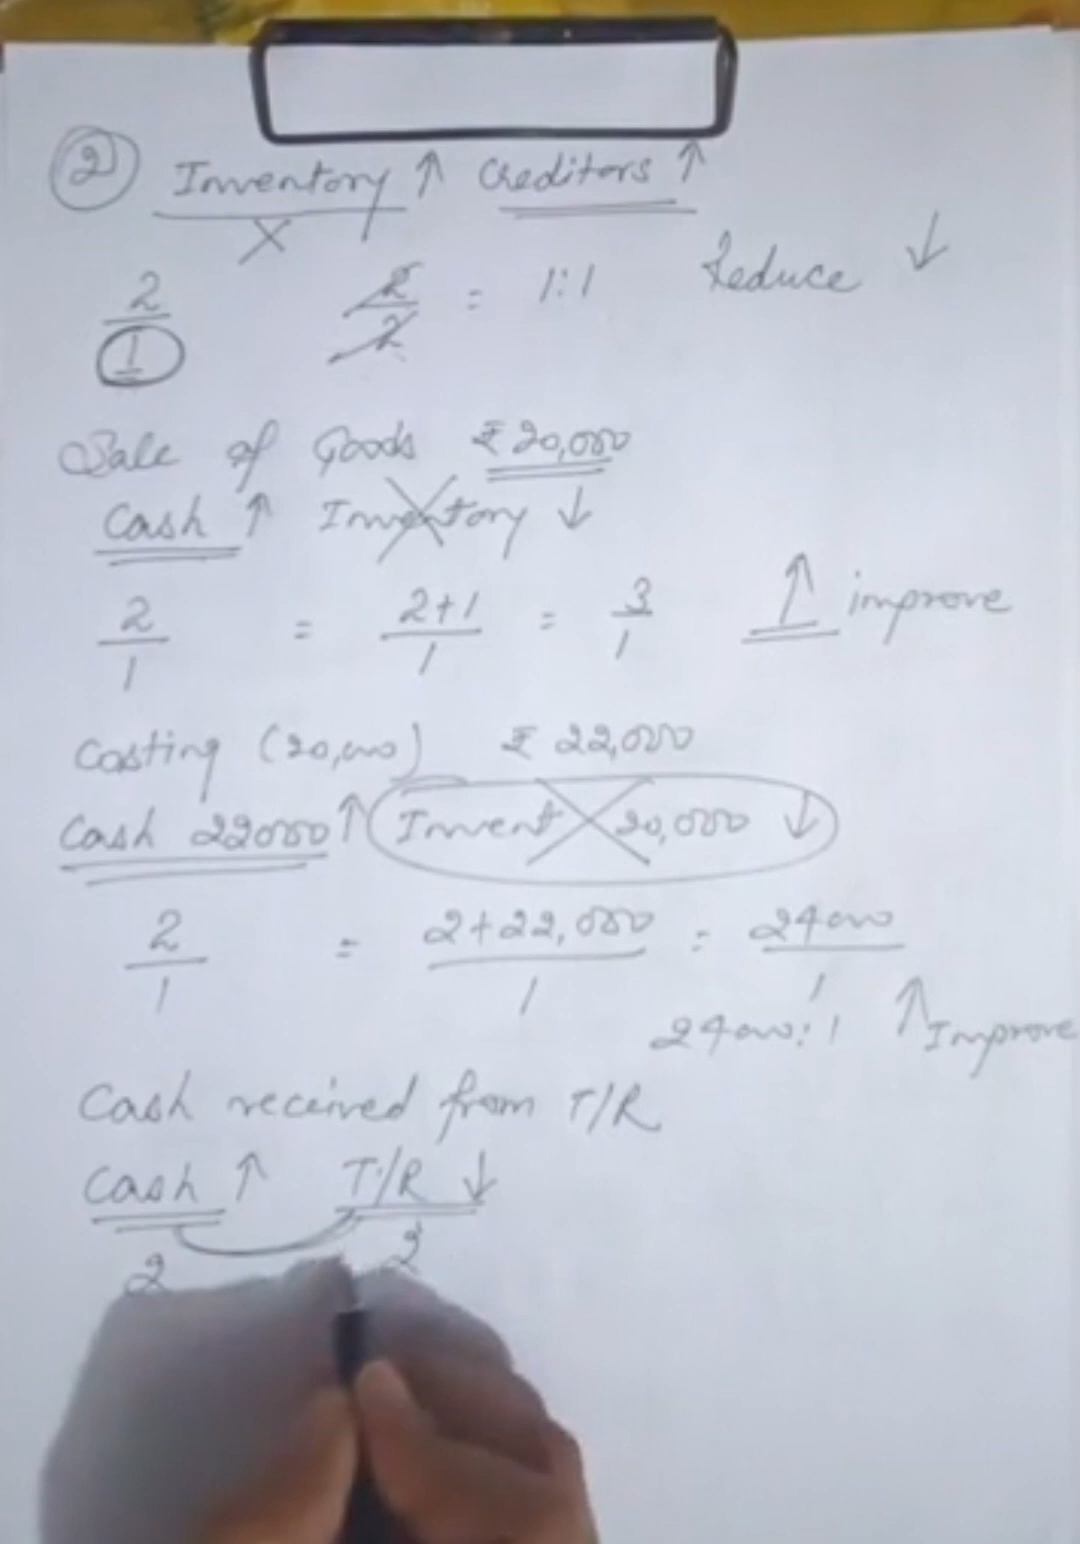 ② Inventory ↑ Creditors ↑
X
2/1 2/2 = 1:1 Reduce ↓
Sale of Goods ₹20,000
Cash ↑ Inventory ↓
2/1 = 2+1/1 = 3/1 ↑ improve
Costing (20,000) ₹ 22,000
Cash 22000 ↑ Invent 20,000 ↓
2/1 = 2+22,000/1 = 24000/1
24000:1 ↑ Improve
Cash received from T/R
Cash ↑ T/R ↓
2 2